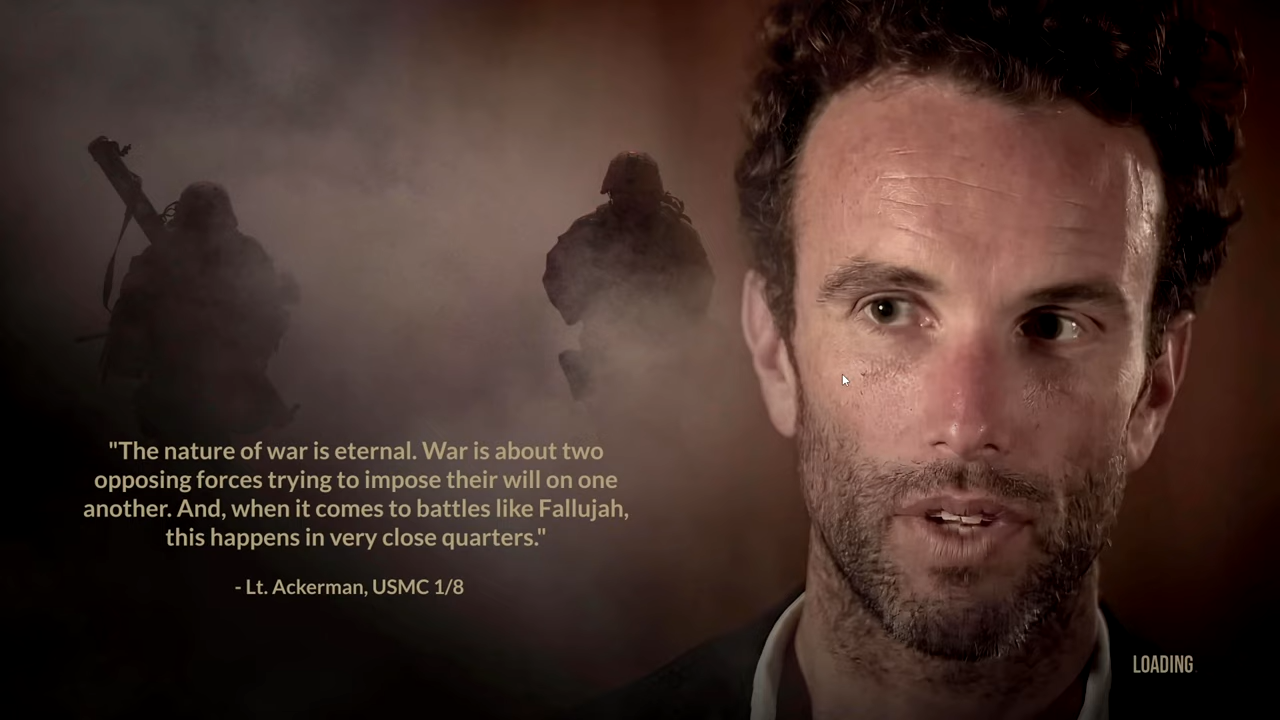 "The nature of war is eternal. War is about two
opposing forces trying to impose their will on one
another. And, when it comes to battles like Fallujah,
this happens in very close quarters."
- Lt. Ackerman, USMC 1/8
LOADING